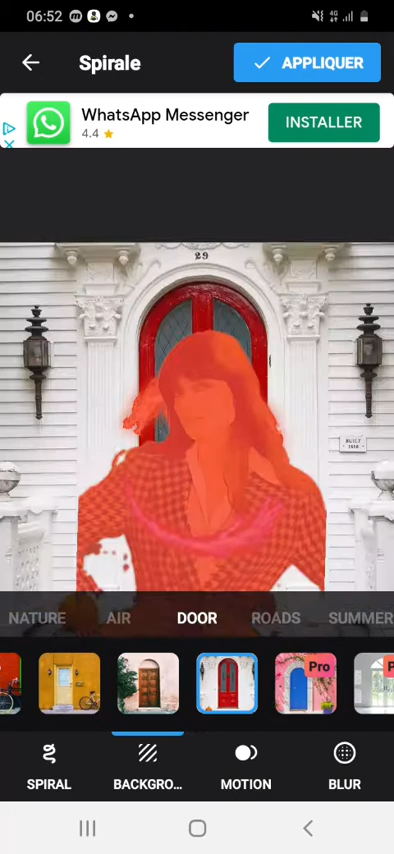 06:52
4G
Spirale
APPLIQUER
WhatsApp Messenger
4.4
INSTALLER
29
BUILT
NATURE AIR DOOR ROADS SUMMER
Pro
SPIRAL BACKGRO... MOTION BLUR